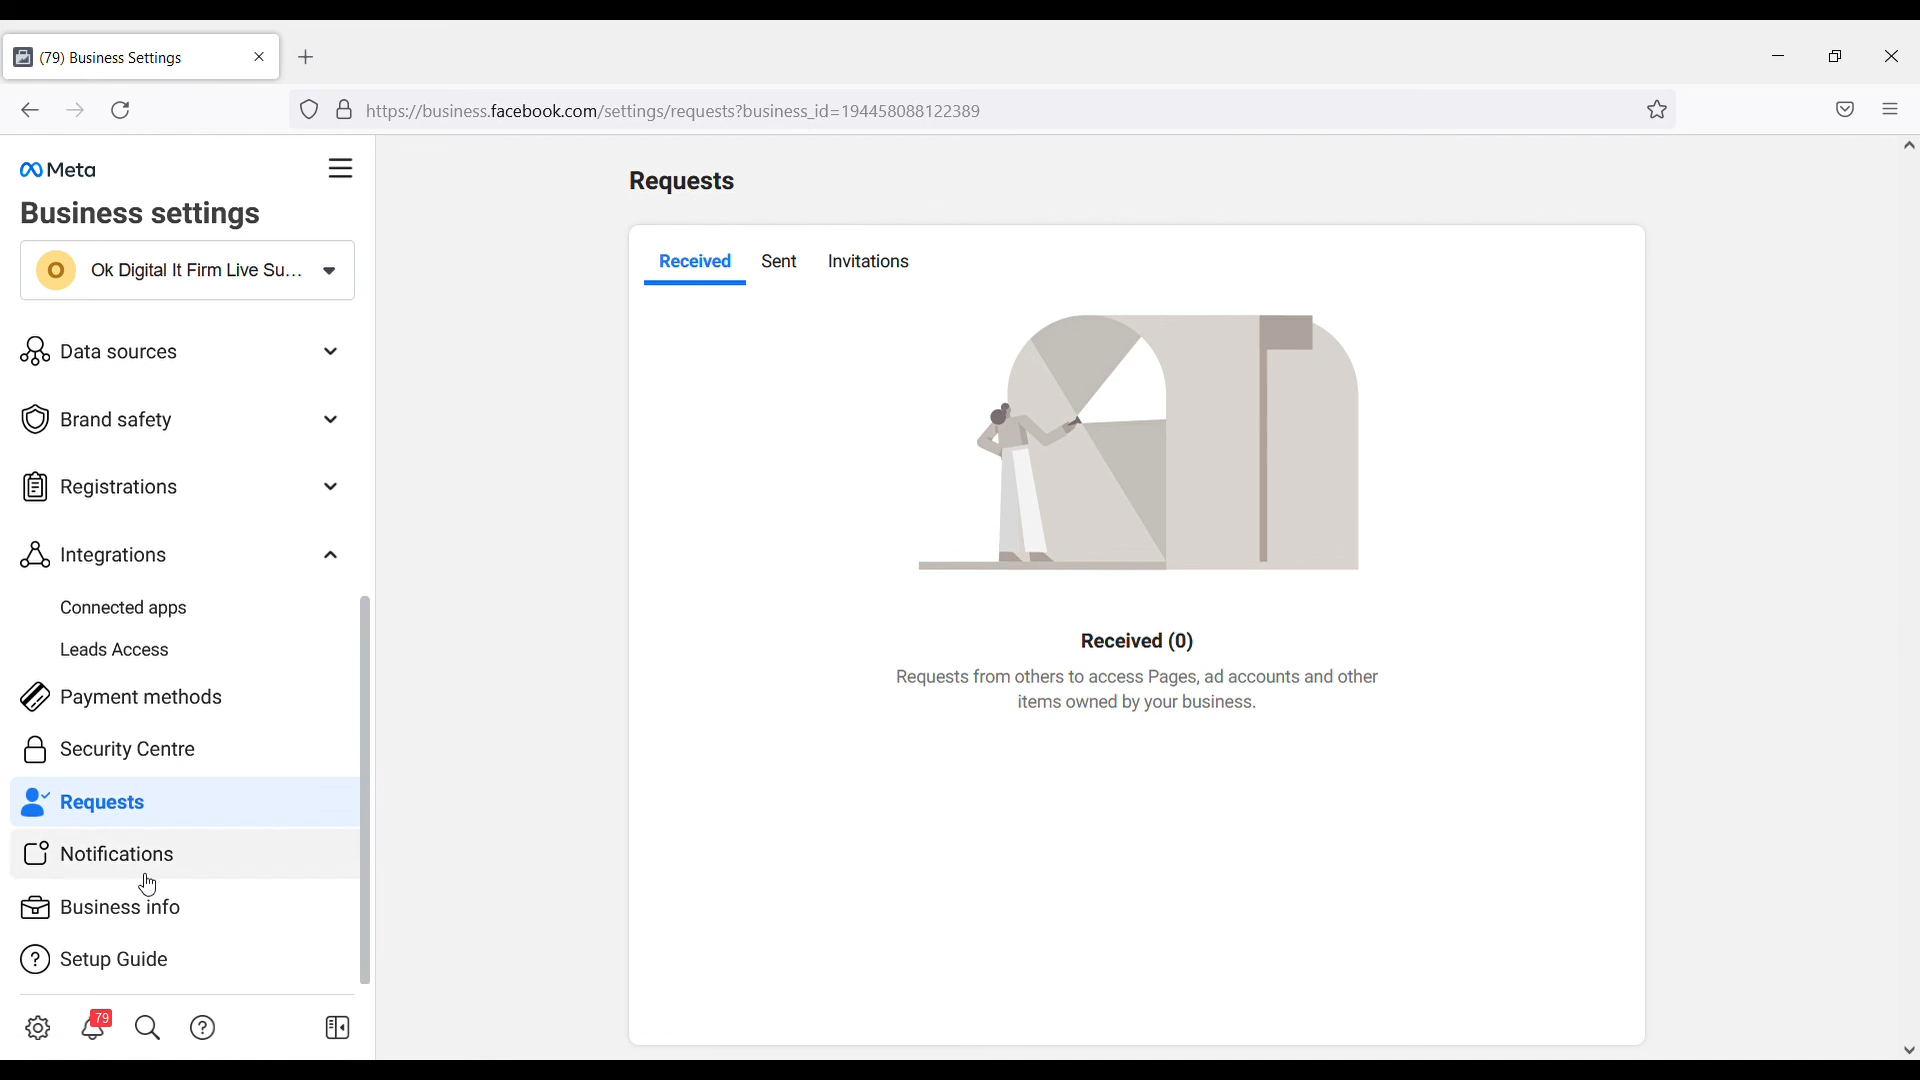 (79) Business Settings
https://business.facebook.com/settings/requests?business_id=194458088122389
Meta
Business settings
O Ok Digital It Firm Live Su...
Data sources
Brand safety
Registrations
Integrations
Connected apps
Leads Access
Payment methods
Security Centre
Requests
Notifications
Business info
Setup Guide
79
Requests
Received Sent Invitations
Received (0)
Requests from others to access Pages, ad accounts and other
items owned by your business.